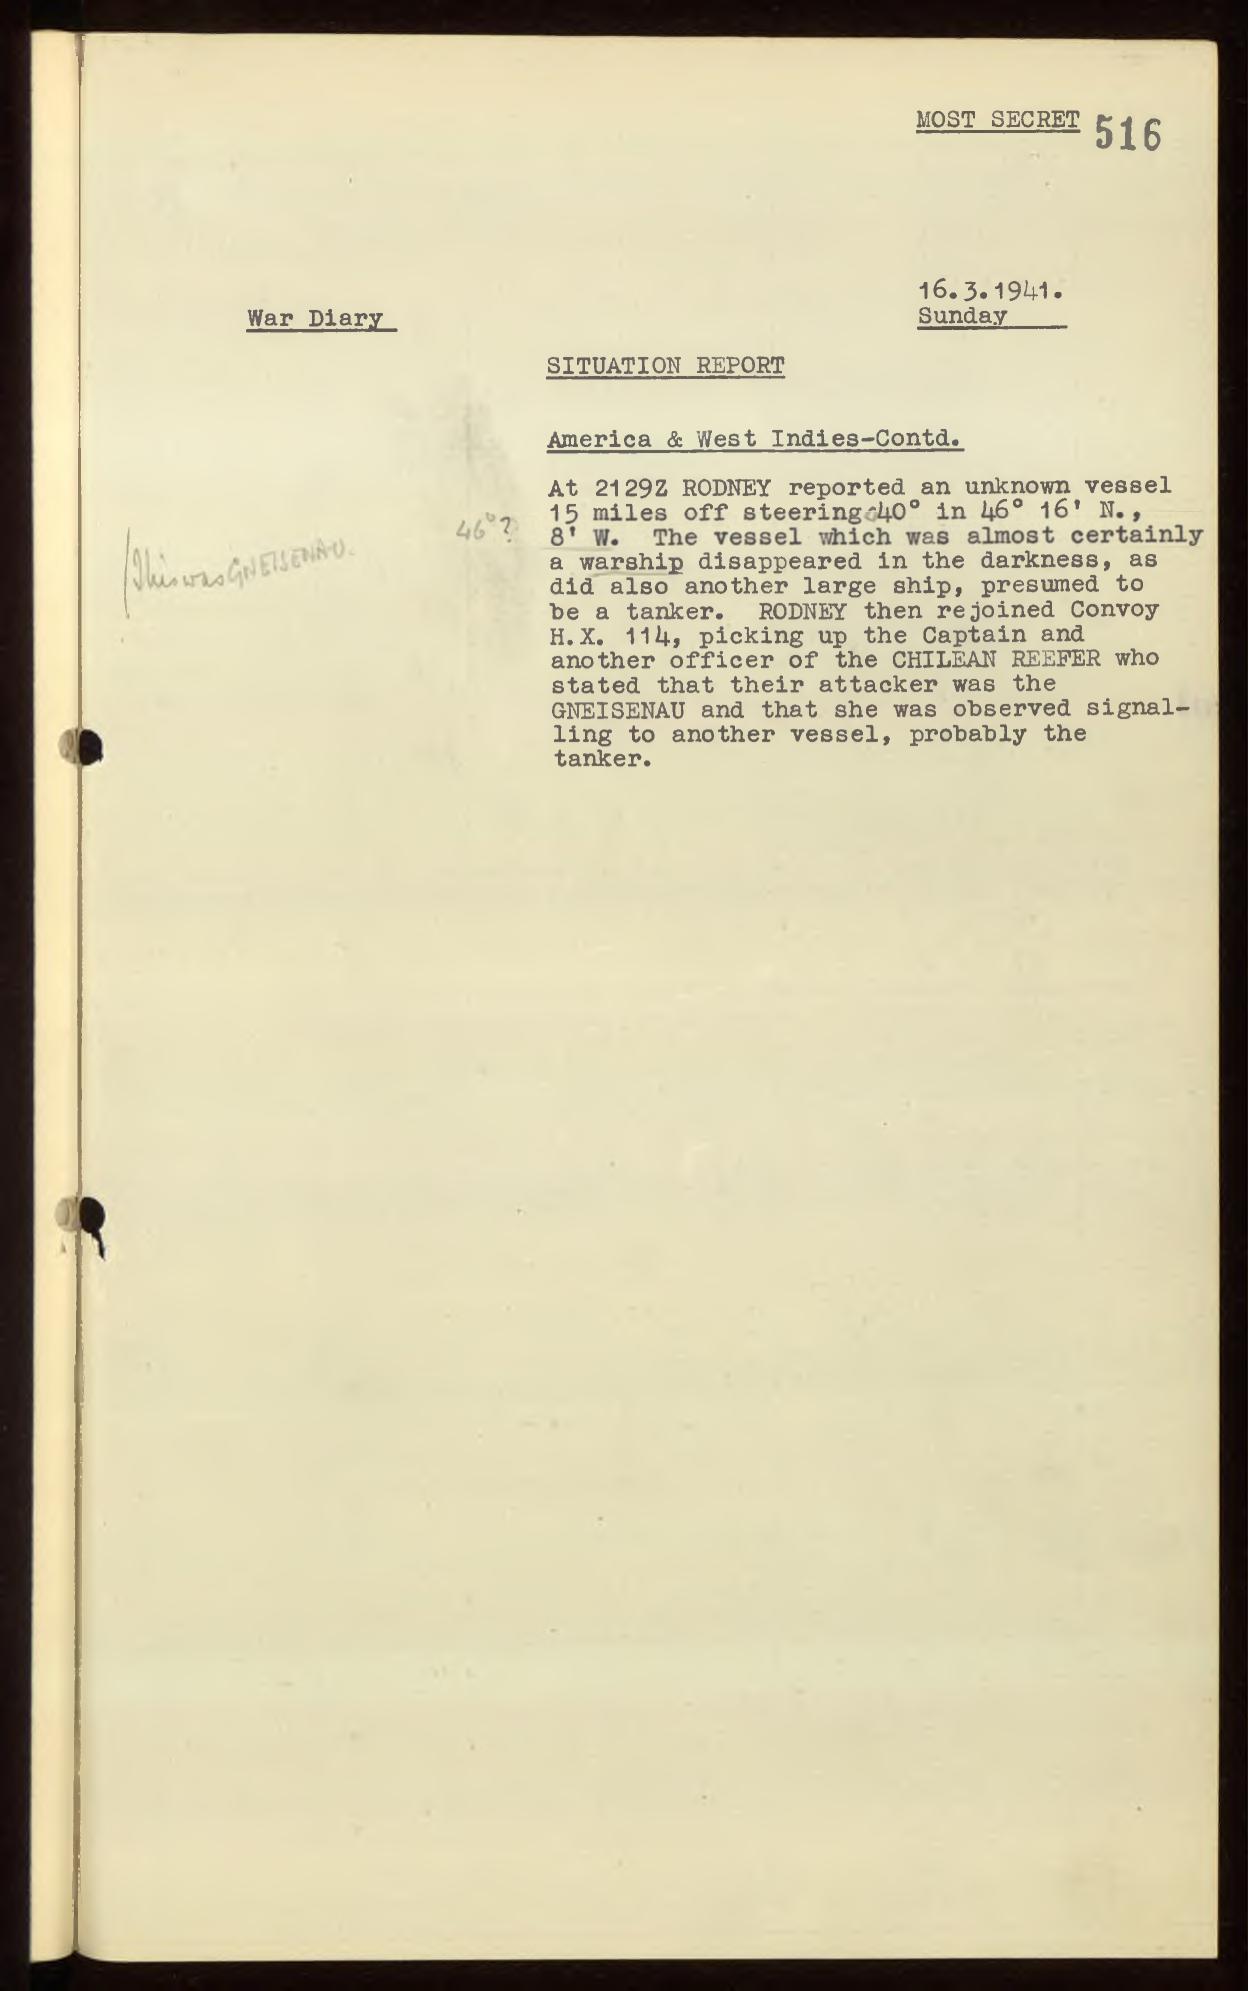 MOST SECRET 516
16.3.1941.
War Diary
Sunday
SITUATION REPORT
America & West Indies-Contd.
At 2129Z RODNEY reported an unknown vessel
15 miles off steering 40° in 46° 16' N.,
46°?
8' W. The vessel which was almost certainly
/This was GNEISENAU.
a warship disappeared in the darkness, as
did also another large ship, presumed to
be a tanker. RODNEY then rejoined Convoy
H.X. 114, picking up the Captain and
another officer of the CHILEAN REEFER who
stated that their attacker was the
GNEISENAU and that she was observed signal-
ling to another vessel, probably the
tanker.